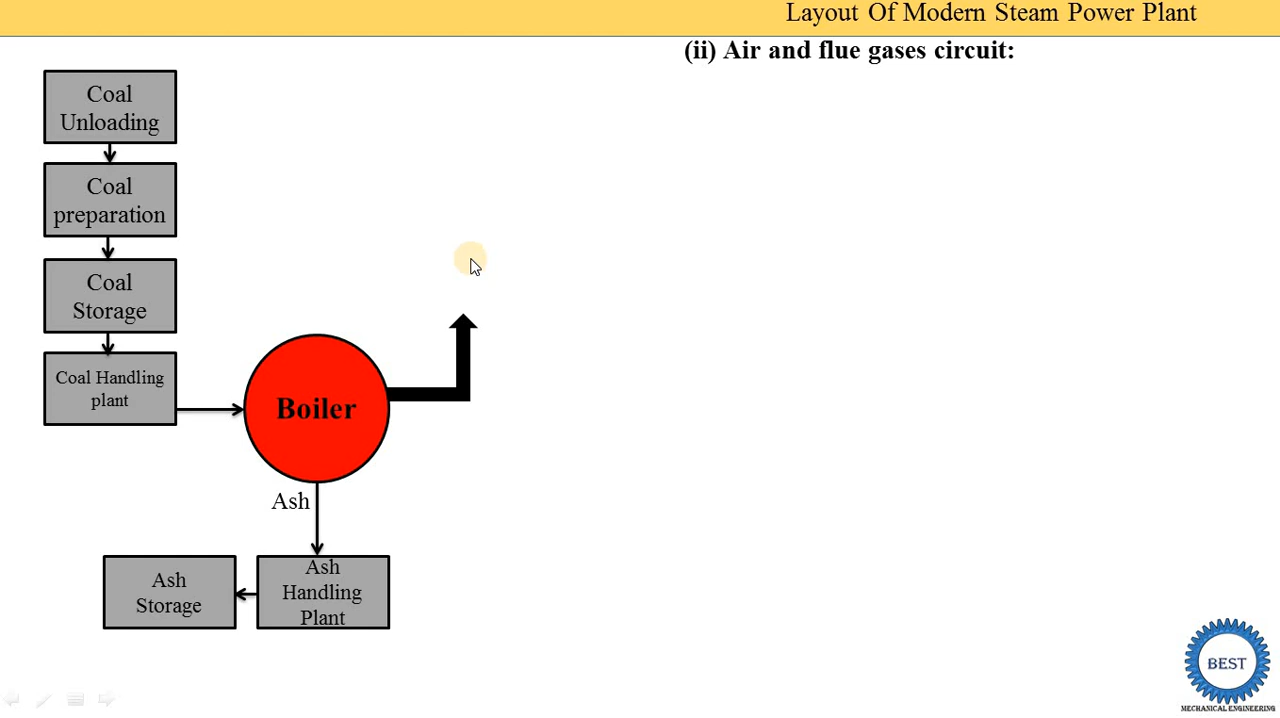 Layout Of Modern Steam Power Plant
(ii) Air and flue gases circuit:
Coal
Unloading
Coal
preparation
Coal
Storage
Coal Handling
plant
Boiler
Ash
Ash
Storage
Ash
Handling
Plant
BEST
MECHANICAL ENGINEERING